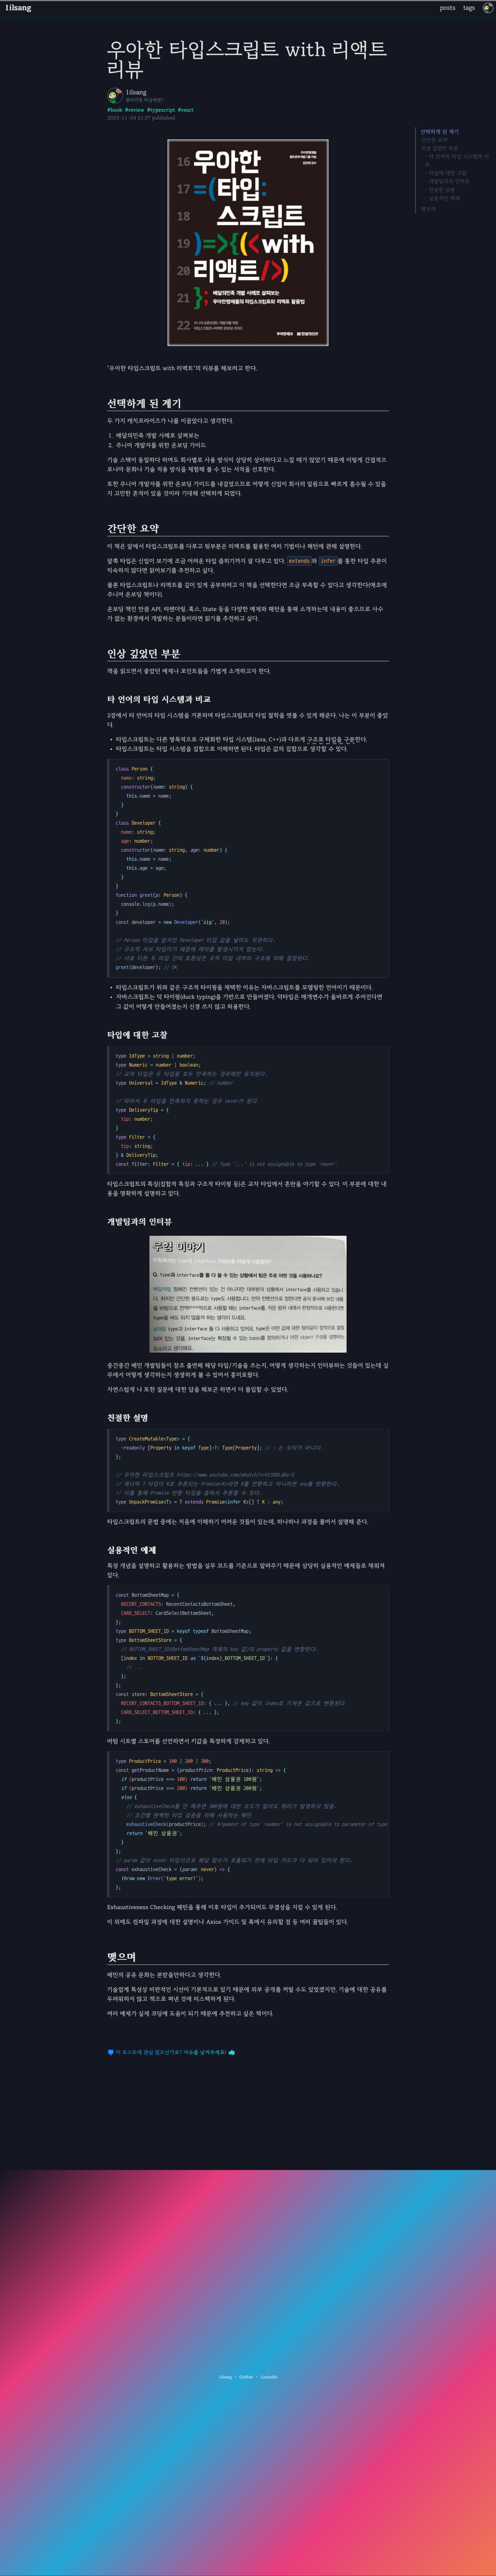 1ilsang
posts
tags
우아한 타입스크립트 with 리액트
리뷰
1ilsang
#book #review #typescript #react
2023-11-24 21:27 published
선택하게 된 계기
간단한 요약
인상 깊었던 부분
- 타 언어의 타입 시스템과 비
교
- 타입에 대한 고찰
- 개발팀과의 인터뷰
- 친절한 설명
- 실용적인 예제
맺으며
16 우아한
17 =(타입:
18 스크립트
19 )=>{(<with
20 리액트/>)
21 };
배달의민족 개발 사례로 살펴보는
우아한형제들의 타입스크립트와 리액트 활용법
22
"우아한 타입스크립트 with 리액트"의 리뷰를 해보려고 한다.
선택하게 된 계기
두 가지 캐치프라이즈가 나를 이끌었다고 생각한다.
1. 배달의민족 개발 사례로 살펴보는
2. 주니어 개발자를 위한 온보딩 가이드
기술 스택이 동일하다 하여도 회사별로 사용 방식이 상당히 상이하다고 느낄 때가 많았기 때문에 이렇게 간접적으
로나마 문화나 기술 적용 방식을 체험해 볼 수 있는 서적을 선호한다.
또한 주니어 개발자를 위한 온보딩 가이드를 내걸었으므로 어떻게 신입이 회사의 일원으로 빠르게 흡수될 수 있을
지 고민한 흔적이 있을 것이라 기대해 선택하게 되었다.
간단한 요약
이 책은 앞에서 타입스크립트를 다루고 뒷부분은 리액트를 활용한 여러 기법이나 패턴에 관해 설명한다.
앞쪽 타입은 신입이 보기에 조금 어려운 타입 좁히기까지 잘 다루고 있다. extends 와 infer 를 통한 타입 추론이
익숙하지 않다면 읽어보기를 추천하고 싶다.
물론 타입스크립트나 리액트를 깊이 있게 공부하려고 이 책을 선택한다면 조금 부족할 수 있다고 생각한다(애초에
주니어 온보딩 책이다).
온보딩 책인 만큼 API, 리텐더링, 훅스, State 등을 다양한 예제와 패턴을 통해 소개하는데 내용이 좋으므로 사수
가 없는 환경에서 개발하는 분들이라면 읽기를 추천하고 싶다.
인상 깊었던 부분
책을 읽으면서 좋았던 예제나 포인트들을 가볍게 소개하고자 한다.
타 언어의 타입 시스템과 비교
2장에서 타 언어의 타입 시스템을 거론하며 타입스크립트의 타입 철학을 엿볼 수 있게 해준다. 나는 이 부분이 좋았
다.
• 타입스크립트는 다른 명목적으로 구체화한 타입 시스템(Java, C++)과 다르게 구조로 타입을 구분한다.
• 타입스크립트는 타입 시스템을 집합으로 이해하면 된다. 타입은 값의 집합으로 생각할 수 있다.
class Person {
name: string;
constructor(name: string) {
this.name = name;
}
}
class Developer {
name: string;
age: number;
constructor(name: string, age: number) {
this.name = name;
this.age = age;
}
}
function greet(p: Person) {
console.log(p.name);
}
const developer = new Developer('zig', 20);
// Person 타입을 받지만 Developer 타입 값을 넣어도 무관하다.
// 구조적 서브 타입이기 때문에 에러를 발생시키지 않는다.
// 서로 다른 두 타입 간의 호환성은 오직 타입 내부의 구조에 의해 결정된다.
greet(developer); // OK
• 타입스크립트가 위와 같은 구조적 타이핑을 채택한 이유는 자바스크립트를 모델링한 언어이기 때문이다.
• 자바스크립트는 덕 타이핑(duck typing)을 기반으로 만들어졌다. 덕타입은 매개변수가 올바르게 주어진다면
그 값이 어떻게 만들어졌는지 신경 쓰지 않고 허용한다.
타입에 대한 고찰
type IdType = string | number;
type Numeric = number | boolean;
// 교차 타입은 두 타입을 모두 만족하는 경우에만 유지된다.
type Universal = IdType & Numeric; // number
// 따라서 두 타입을 만족하지 못하는 경우 never가 된다.
type DeliveryTip = {
tip: number;
}
type Filter = {
tip: string;
} & DeliveryTip;
const filter: Filter = { tip: ... } // Type '...' is not assignable to type 'never'.
타입스크립트의 특징(집합적 특징과 구조적 타이핑 등)은 교차 타입에서 혼란을 야기할 수 있다. 이 부분에 대한 내
용을 명확하게 설명하고 있다.
개발팀과의 인터뷰
우형 이야기
Q. type과 interface를 둘 다 쓸 수 있는 상황에서 팀은 주로 어떤 것을 사용하나요?
중간중간 배민 개발팀들이 참조 출연해 해당 타입/기술을 쓰는지, 어떻게 생각하는지 인터뷰하는 것들이 있는데 실
무에서 어떻게 생각하는지 생생하게 볼 수 있어서 흥미로웠다.
자연스럽게 나 또한 질문에 대한 답을 해보곤 하면서 더 몰입할 수 있었다.
친절한 설명
type CreateMutable<Type> = {
-readonly [Property in keyof Type]-?: Type[Property]; // - 는 오타가 아니다.
};
// 제너릭 T 타입이 K로 추론되는 Promise<K>라면 K를 반환하고 아니라면 any를 반환한다.
// 이를 통해 Promise 반환 타입을 좁혀서 추론할 수 있다.
type UnpackPromise<T> = T extends Promise<infer K>[] ? K : any;
타입스크립트의 문법 중에는 처음에 이해하기 어려운 것들이 있는데, 하나하나 과정을 풀어서 설명해 준다.
실용적인 예제
특정 개념을 설명하고 활용하는 방법을 실무 코드를 기준으로 알려주기 때문에 상당히 실용적인 예제들로 채워져
있다.
const BottomSheetMap = {
RECENT_CONTACTS: RecentContactsBottomSheet,
CARD_SELECT: CardSelectBottomSheet,
};
type BOTTOM_SHEET_ID = keyof typeof BottomSheetMap;
type BottomSheetStore = {
// BOTTOM_SHEET_ID(BottomSheetMap 객체의 key 값)의 property 값을 변환한다.
[index in BOTTOM_SHEET_ID as `${index}_BOTTOM_SHEET_ID`]: {
// ...
};
};
const store: BottomSheetStore = {
RECENT_CONTACTS_BOTTOM_SHEET_ID: { ... }, // key 값이 index로 가져온 값으로 변환된다.
CARD_SELECT_BOTTOM_SHEET_ID: { ... },
};
바텀 시트별 스토어를 선언하면서 키값을 특정하게 강제하고 있다.
type ProductPrice = 100 | 200 | 300;
const getProductName = (productPrice: ProductPrice): string => {
if (productPrice === 100) return '배민 상품권 100원';
if (productPrice === 200) return '배민 상품권 200원';
else {
// exhaustiveCheck를 안 해주면 300원에 대한 코드가 없어도 에러가 발생하지 않음.
// 조건별 완벽한 타입 검증을 위해 사용하는 패턴
exhaustiveCheck(productPrice); // Argument of type 'number' is not assignable to parameter of type
return '배민 상품권';
}
};
// param 값이 never 타입이므로 해당 함수가 호출되기 전에 타입 가드가 다 되어 있어야 한다.
const exhaustiveCheck = (param: never) => {
throw new Error('type error!');
};
Exhaustiveness Checking 패턴을 통해 이후 타입이 추가되어도 무결성을 지킬 수 있게 된다.
이 외에도 컴파일 과정에 대한 설명이나 Axios 가이드 및 훅에서 유의할 점 등 여러 꿀팁들이 있다.
맺으며
배민의 공유 문화는 본받을만하다고 생각한다.
기술업계 특성상 비판적인 시선이 기본적으로 있기 때문에 외부 공개를 꺼릴 수도 있었겠지만, 기술에 대한 공유를
두려워하지 않고 책으로 펴낸 것에 리스펙하게 된다.
여러 예제가 실제 코딩에 도움이 되기 때문에 추천하고 싶은 책이다.
이 포스트에 관심 있으신가요? 이슈를 남겨주세요!
1ilsang • GitHub • LinkedIn